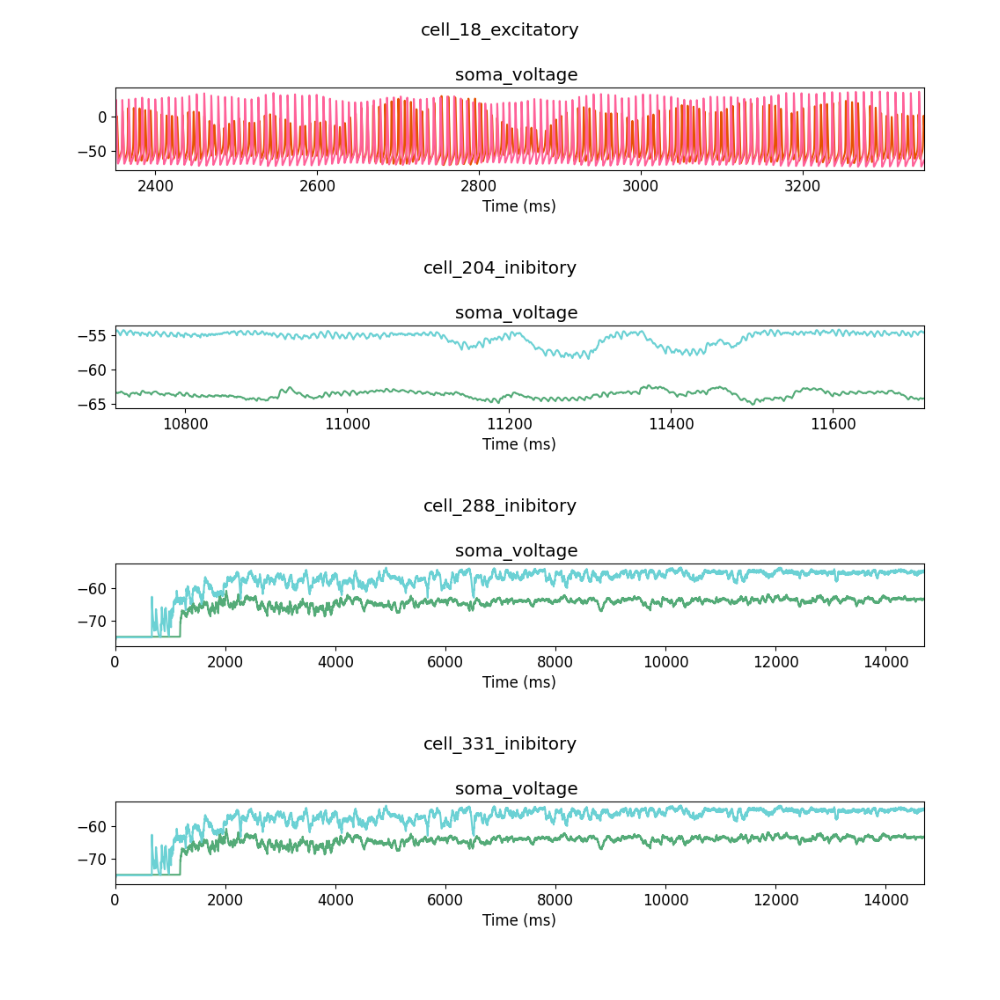 cell_18_excitatory
soma_voltage
0
−50
2400 2600 2800 3000 3200
Time (ms)
cell_204_inibitory
soma_voltage
−55
−60
−65
10800 11000 11200 11400 11600
Time (ms)
cell_288_inibitory
soma_voltage
−60
−70
0 2000 4000 6000 8000 10000 12000 14000
Time (ms)
cell_331_inibitory
soma_voltage
−60
−70
0 2000 4000 6000 8000 10000 12000 14000
Time (ms)